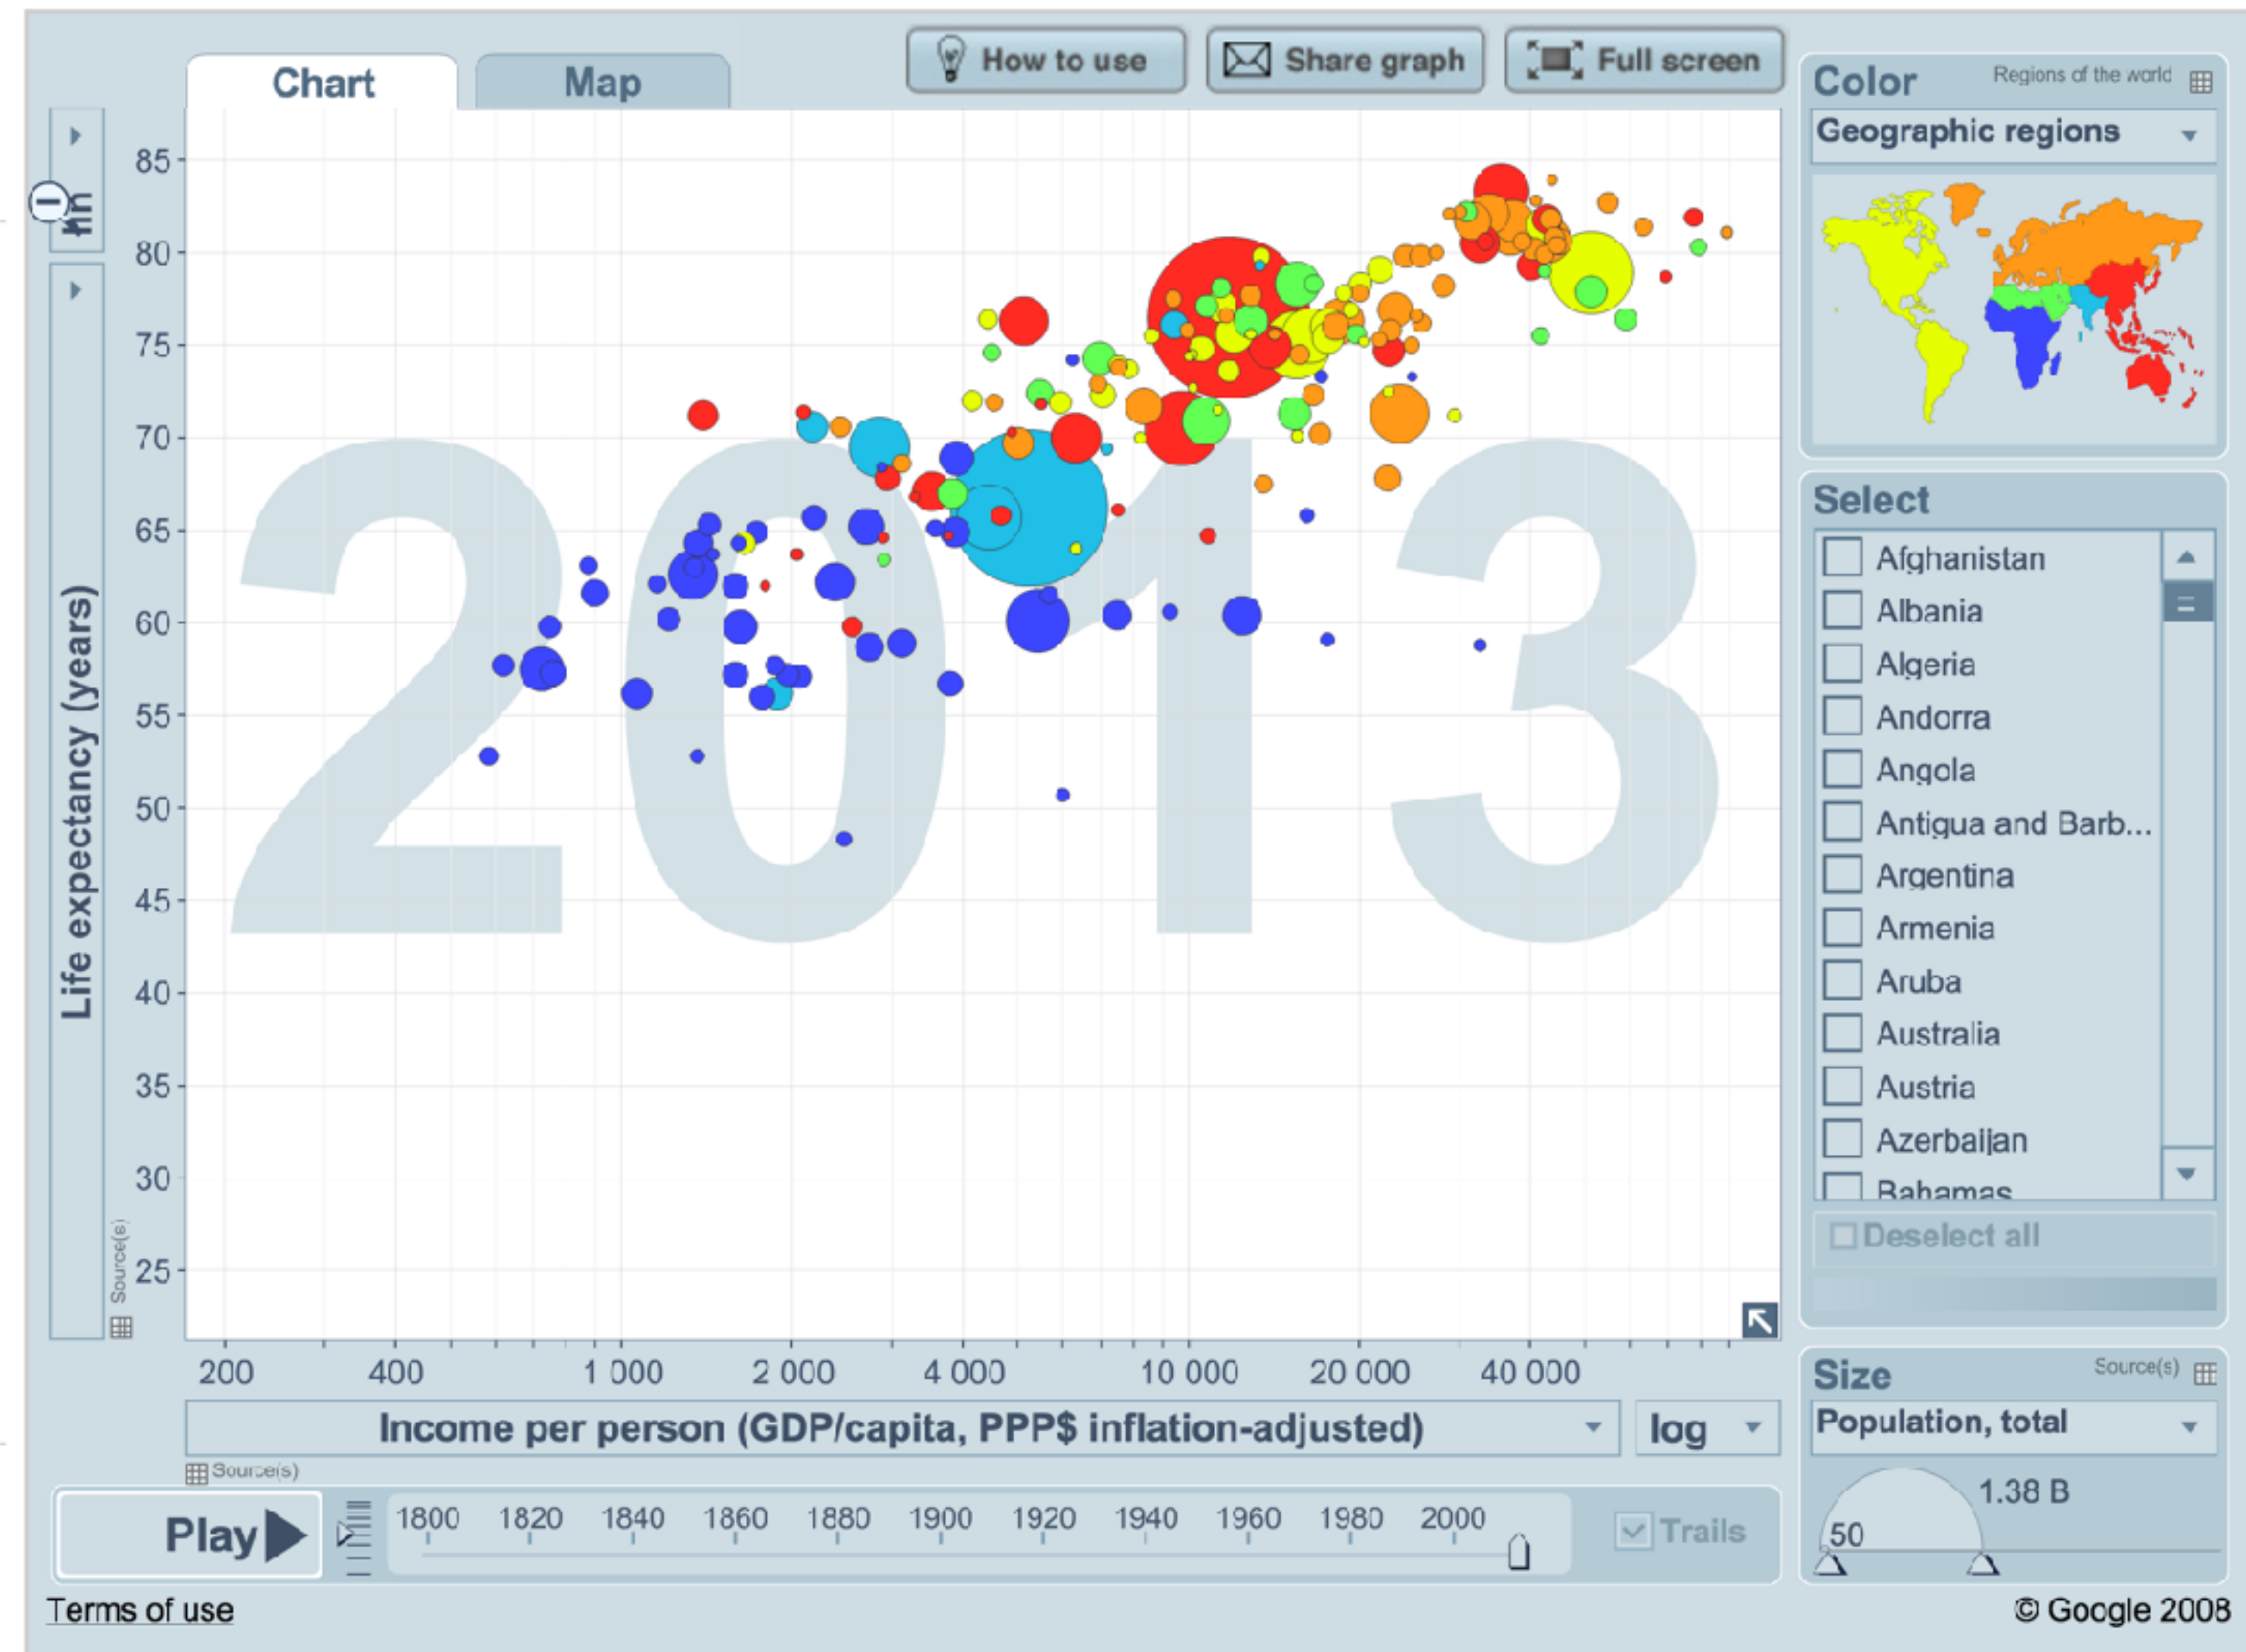 Chart
Map
How to use
Share graph
Full screen
Color
Regions of the world
Geographic regions
85
80
75
70
65
60
55
50
45
40
35
30
25
Life expectancy (years)
Source(s)
2013
Select
Afghanistan
Albania
Algeria
Andorra
Angola
Antigua and Barb...
Argentina
Armenia
Aruba
Australia
Austria
Azerbaijan
Bahamas
Deselect all
200 400 1 000 2 000 4 000 10 000 20 000 40 000
Income per person (GDP/capita, PPP$ inflation-adjusted)
log
Source(s)
Size
Source(s)
Population, total
1.38 B
50
Play
1800 1820 1840 1860 1880 1900 1920 1940 1960 1980 2000
Trails
Terms of use
© Google 2008